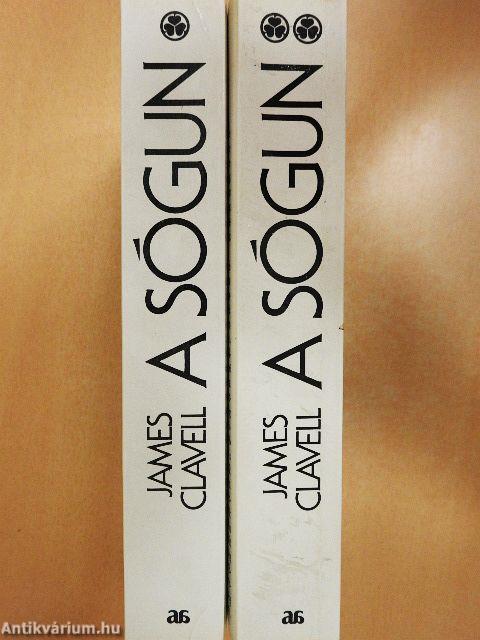 JAMES
CLAVELL
A SÓGUN
JAMES
CLAVELL
A SÓGUN
Antikvárium.hu